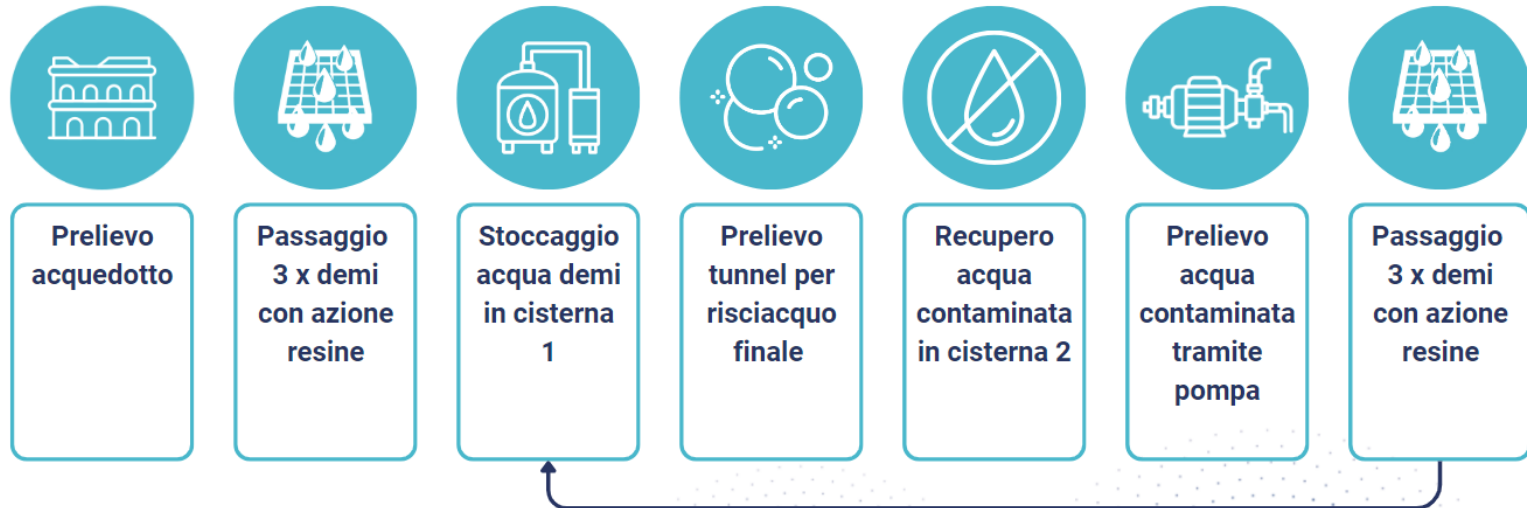 Prelievo
acquedotto
Passaggio
3 x demi
con azione
resine
Stoccaggio
acqua demi
in cisterna
1
Prelievo
tunnel per
risciacquo
finale
Recupero
acqua
contaminata
in cisterna 2
Prelievo
acqua
contaminata
tramite
pompa
Passaggio
3 x demi
con azione
resine